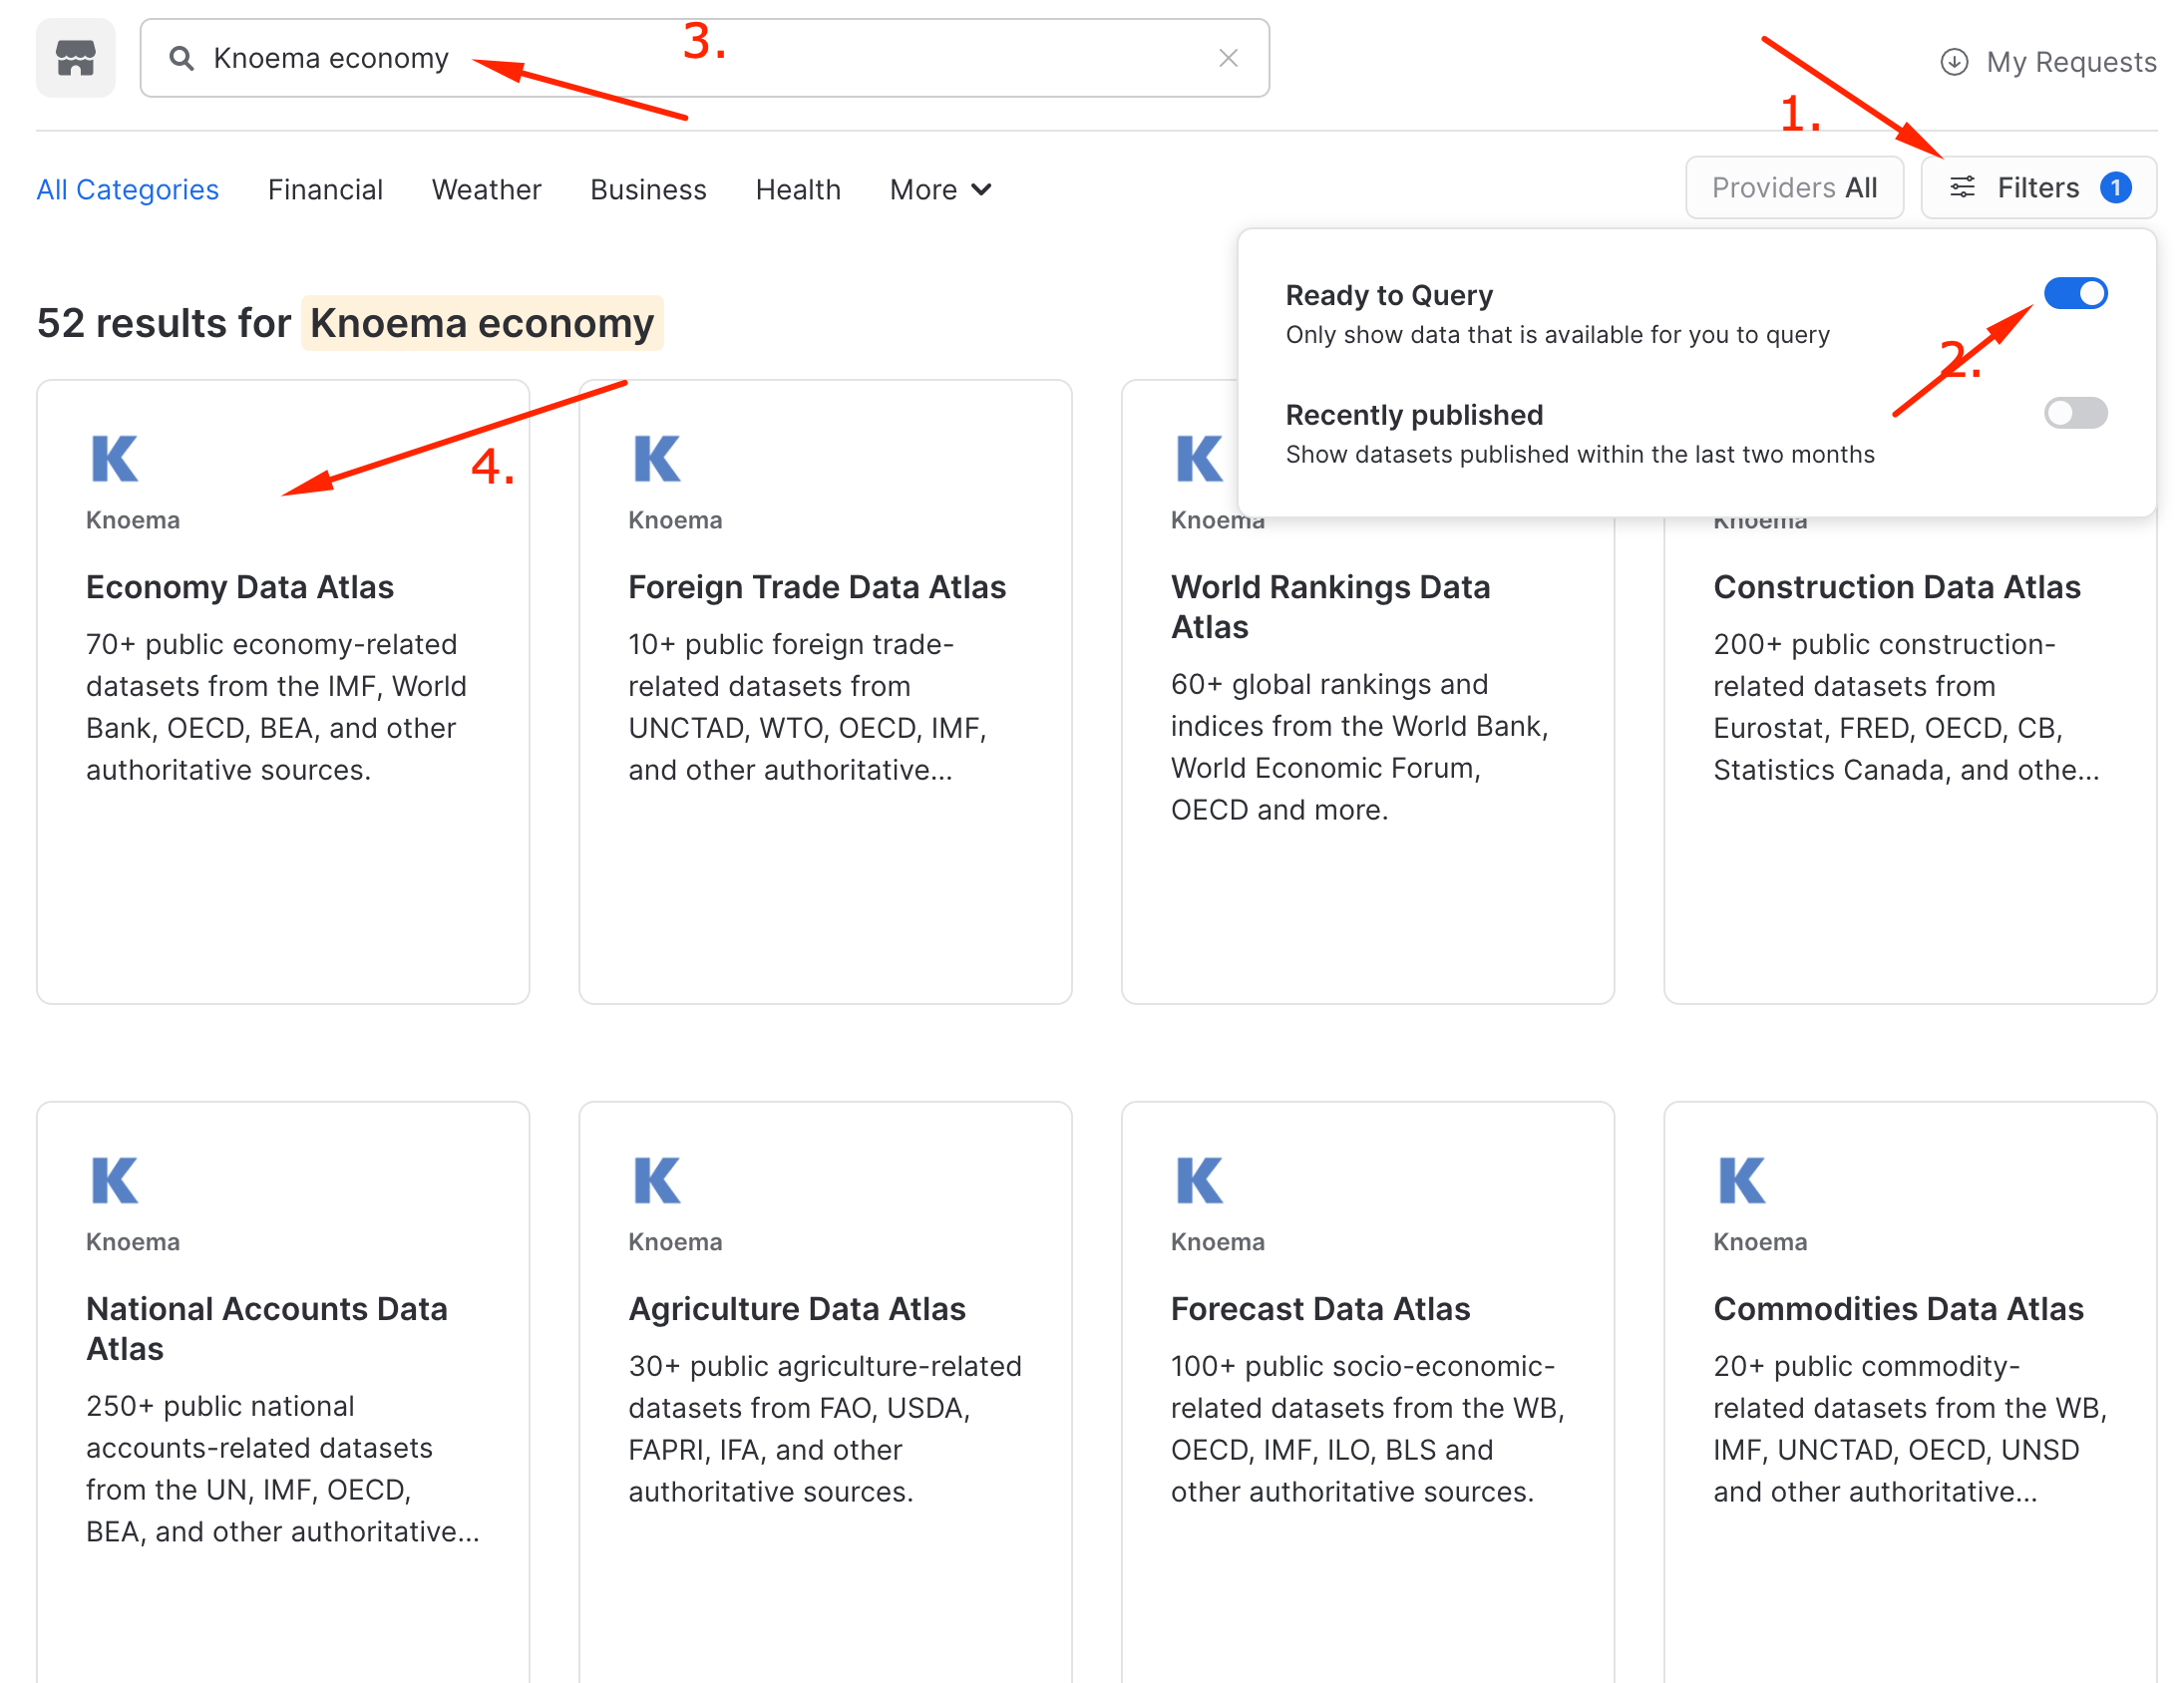 Knoema economy
3.
My Requests
1.
All Categories
Financial
Weather
Business
Health
More
Providers All
Filters
1
Ready to Query
Only show data that is available for you to query
2.
Recently published
Show datasets published within the last two months
52 results for Knoema economy
4.
K
Knoema
Economy Data Atlas
70+ public economy-related
datasets from the IMF, World
Bank, OECD, BEA, and other
authoritative sources.
K
Knoema
Foreign Trade Data Atlas
10+ public foreign trade-
related datasets from
UNCTAD, WTO, OECD, IMF,
and other authoritative...
K
Knoema
World Rankings Data
Atlas
60+ global rankings and
indices from the World Bank,
World Economic Forum,
OECD and more.
Knoema
Construction Data Atlas
200+ public construction-
related datasets from
Eurostat, FRED, OECD, CB,
Statistics Canada, and othe...
K
Knoema
National Accounts Data
Atlas
250+ public national
accounts-related datasets
from the UN, IMF, OECD,
BEA, and other authoritative...
K
Knoema
Agriculture Data Atlas
30+ public agriculture-related
datasets from FAO, USDA,
FAPRI, IFA, and other
authoritative sources.
K
Knoema
Forecast Data Atlas
100+ public socio-economic-
related datasets from the WB,
OECD, IMF, ILO, BLS and
other authoritative sources.
K
Knoema
Commodities Data Atlas
20+ public commodity-
related datasets from the WB,
IMF, UNCTAD, OECD, UNSD
and other authoritative...